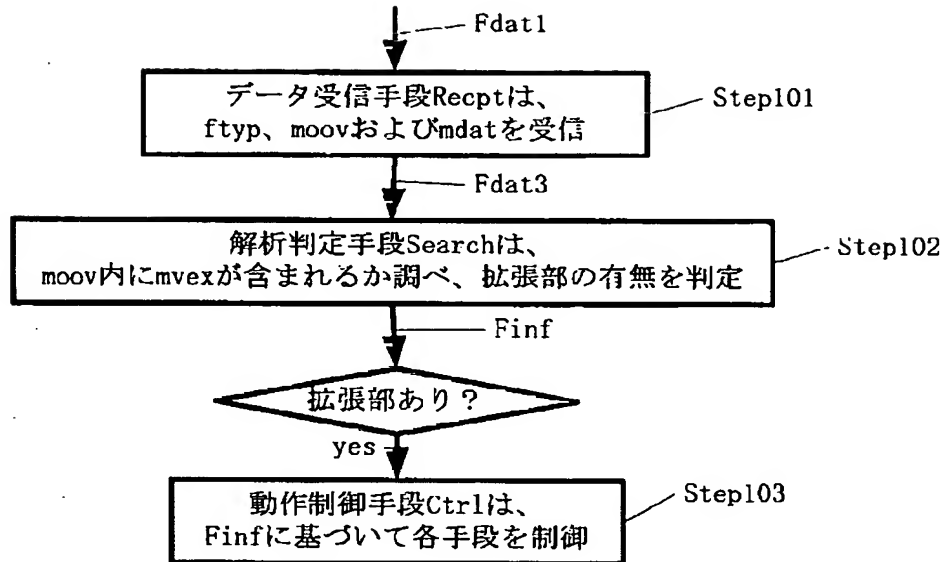 Fdat1
データ受信手段Recptは、
ftyp、moovおよびmdatを受信
Step101
Fdat3
解析判定手段Searchは、
moov内にmvexが含まれるか調べ、拡張部の有無を判定
Step102
Finf
拡張部あり?
yes
動作制御手段Ctrlは、
Finfに基づいて各手段を制御
Step103